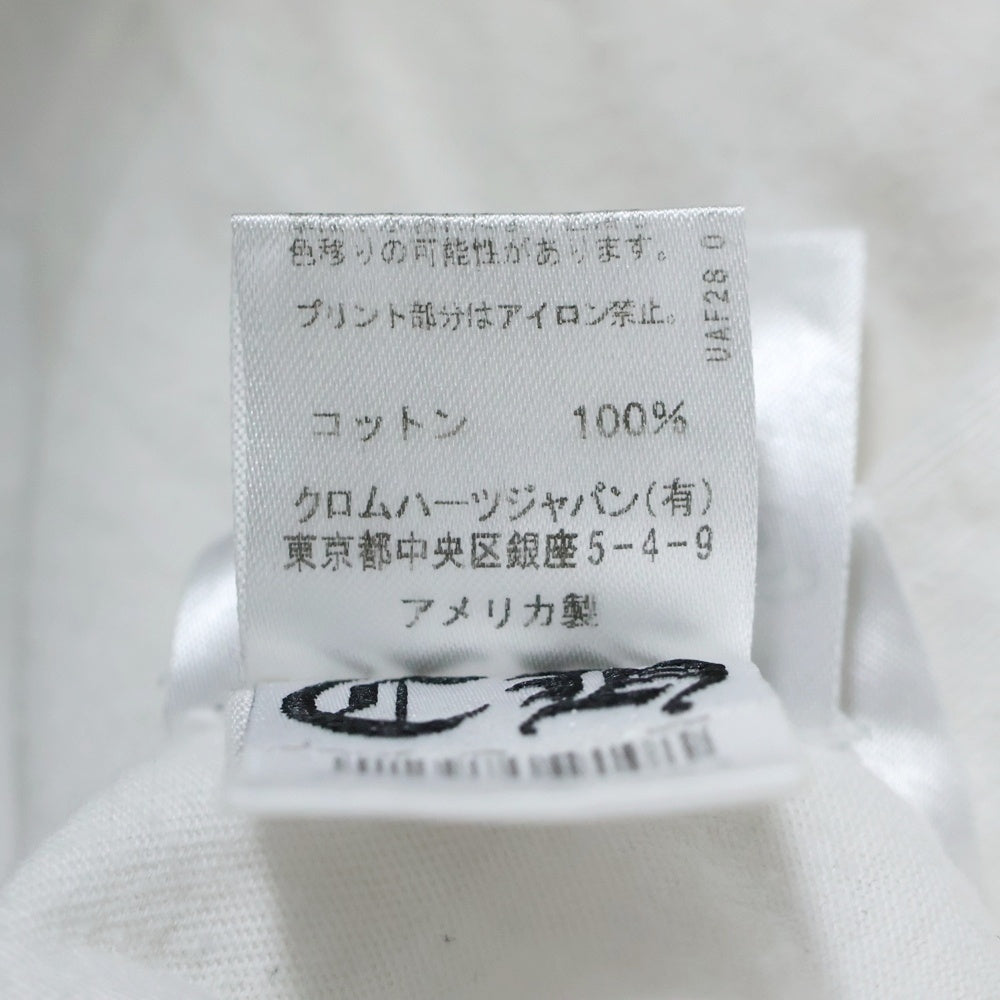 色移りの可能性があります。
プリント部分はアイロン禁止。
UAF28 0
コットン 100%
クロムハーツジャパン(有)
東京都中央区銀座5-4-9
アメリカ製
CH